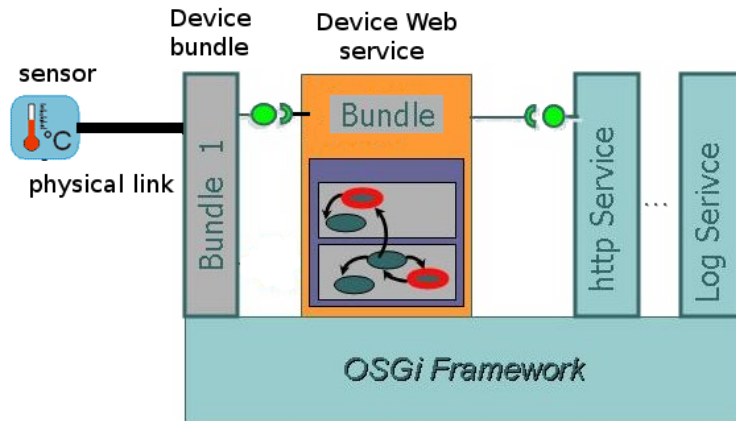 Device
bundle
Device Web
service
sensor
°C
physical link
Bundle 1
Bundle
http Service
...
Log Serivce
OSGi Framework